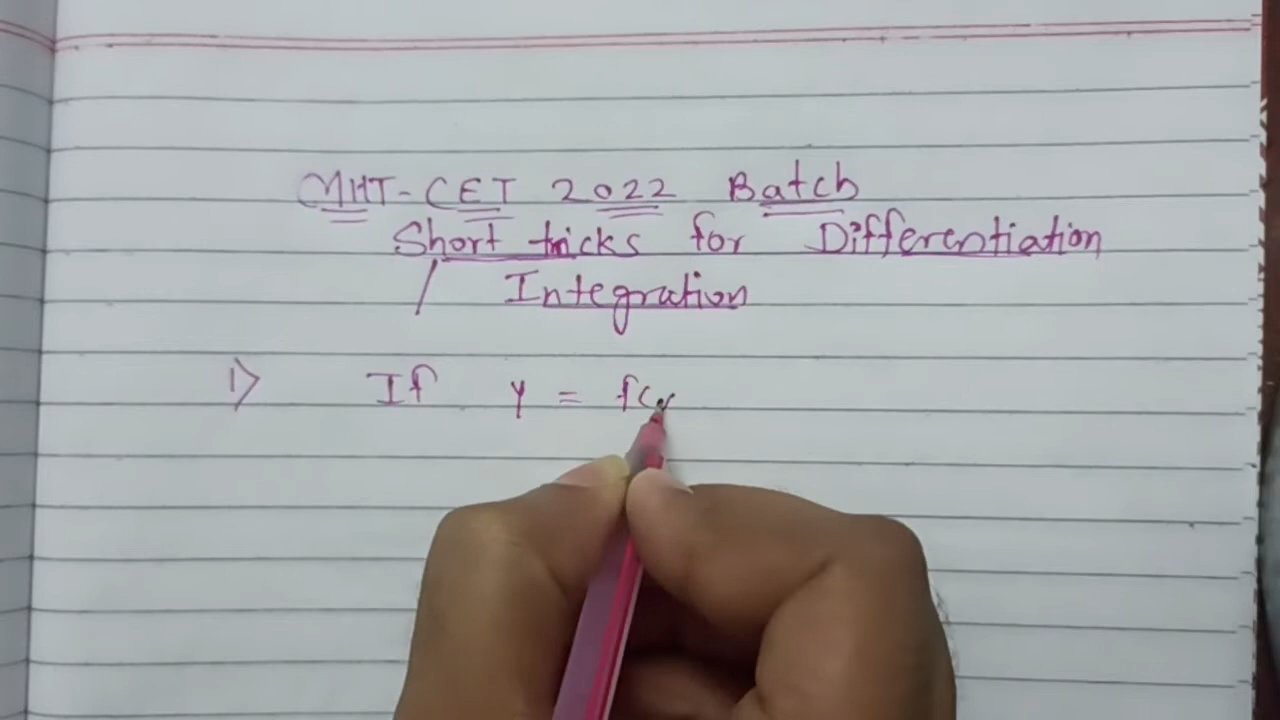 MHT-CET 2022 Batch
Short tricks for Differentiation
/ Integration
1) If y = f(x